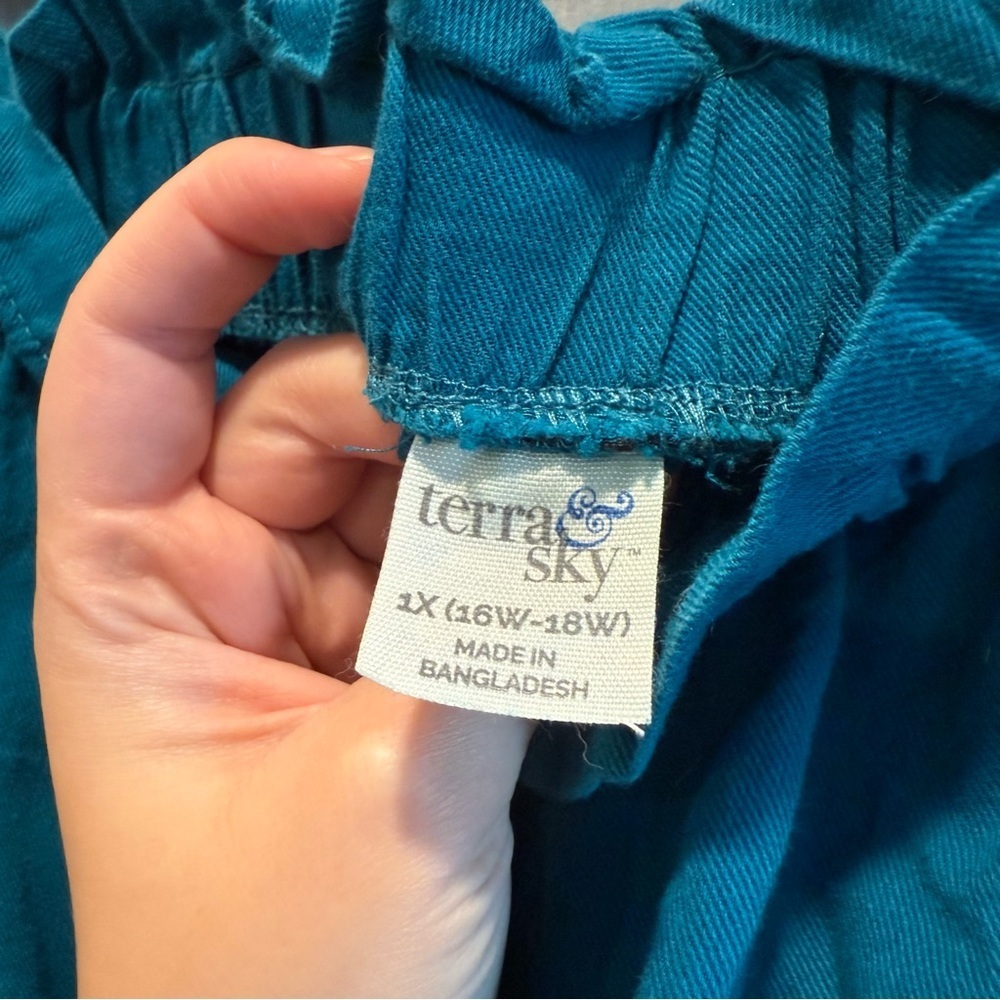 terra &
sky™
1X (16W-18W)
MADE IN
BANGLADESH